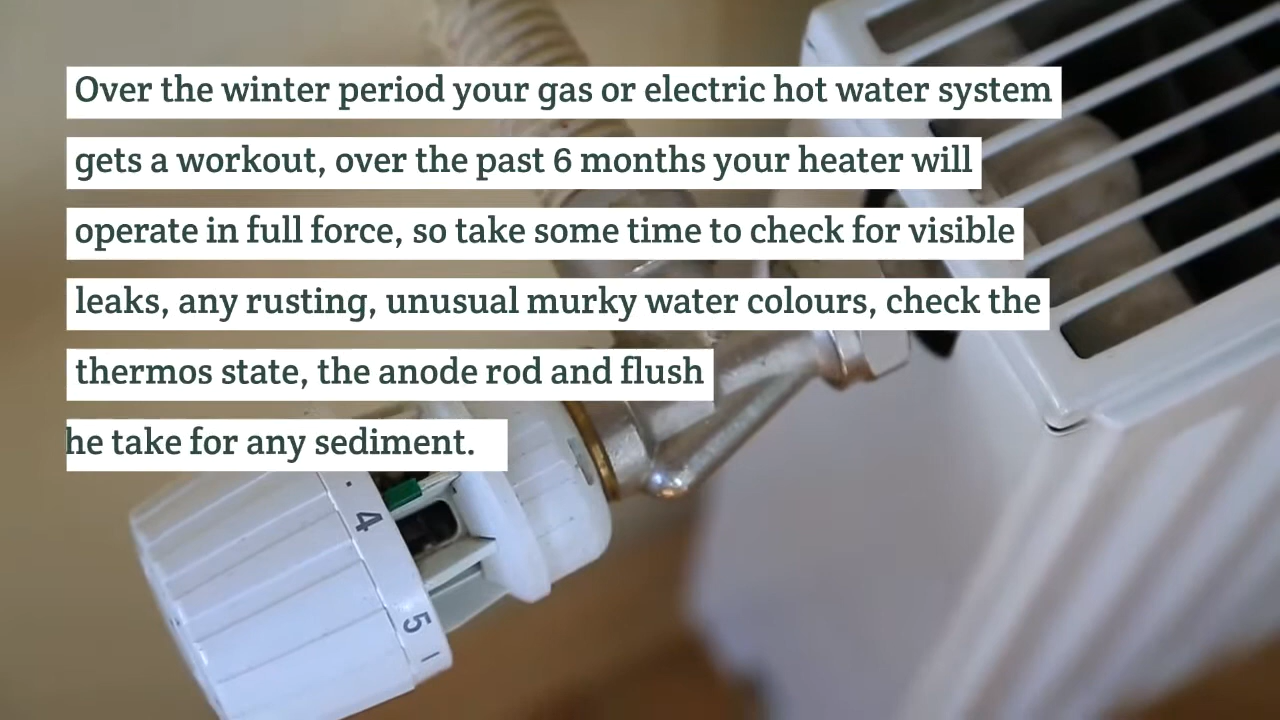 Over the winter period your gas or electric hot water system
gets a workout, over the past 6 months your heater will
operate in full force, so take some time to check for visible
leaks, any rusting, unusual murky water colours, check the
thermos state, the anode rod and flush
he take for any sediment.
4
5